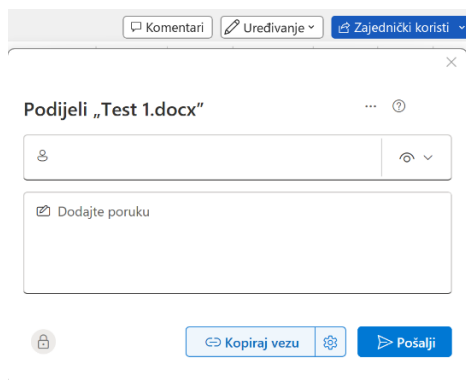 Komentari Uređivanje Zajednički koristi
Podijeli „Test 1.docx”
Dodajte poruku
Kopiraj vezu Pošalji